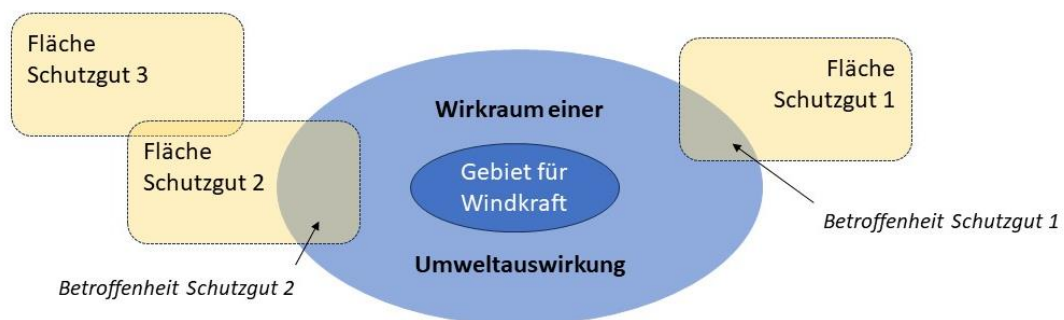 Fläche
Schutzgut 3
Fläche
Schutzgut 1
Wirkraum einer
Fläche
Schutzgut 2
Gebiet für
Windkraft
Betroffenheit Schutzgut 1
Umweltauswirkung
Betroffenheit Schutzgut 2